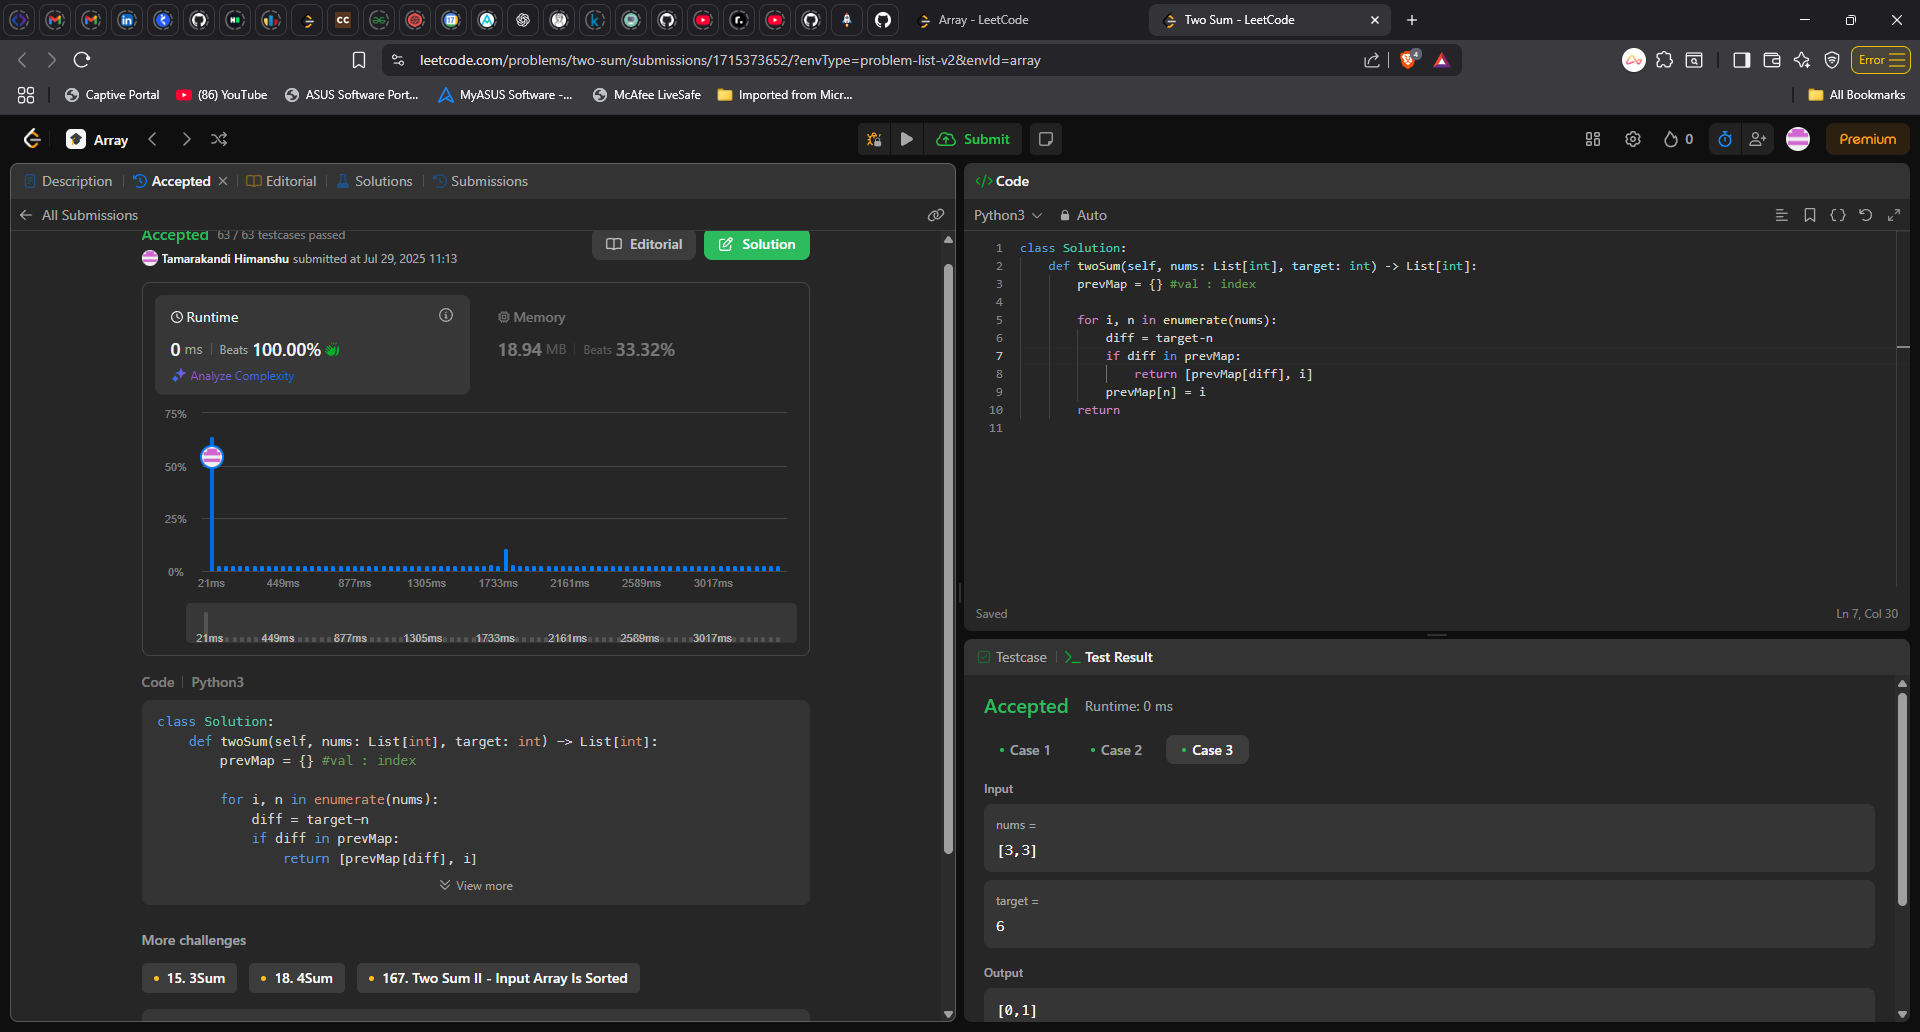 Array - LeetCode
Two Sum - LeetCode
leetcode.com/problems/two-sum/submissions/1715373652/?envType=problem-list-v2&envId=array
4
Error
Captive Portal
(86) YouTube
ASUS Software Port...
MyASUS Software -...
McAfee LiveSafe
Imported from Micr...
All Bookmarks
Array
Submit
0
Premium
Description
Accepted
Editorial
Solutions
Submissions
All Submissions
Accepted 63 / 63 testcases passed
Tamarakandi Himanshu submitted at Jul 29, 2025 11:13
Editorial
Solution
Runtime
0 ms Beats 100.00%
Analyze Complexity
Memory
18.94 MB Beats 33.32%
75%
50%
25%
0%
21ms 449ms 877ms 1305ms 1733ms 2161ms 2589ms 3017ms
21ms 449ms 877ms 1305ms 1733ms 2161ms 2589ms 3017ms
Code Python3
class Solution:
def twoSum(self, nums: List[int], target: int) -> List[int]:
prevMap = {} #val : index
for i, n in enumerate(nums):
diff = target-n
if diff in prevMap:
return [prevMap[diff], i]
View more
More challenges
15. 3Sum
18. 4Sum
167. Two Sum II - Input Array Is Sorted
</> Code
Python3
Auto
1 class Solution:
2 def twoSum(self, nums: List[int], target: int) -> List[int]:
3 prevMap = {} #val : index
4
5 for i, n in enumerate(nums):
6 diff = target-n
7 if diff in prevMap:
8 return [prevMap[diff], i]
9 prevMap[n] = i
10 return
11
Saved
Ln 7, Col 30
Testcase
>_ Test Result
Accepted Runtime: 0 ms
Case 1
Case 2
Case 3
Input
nums =
[3,3]
target =
6
Output
[0,1]